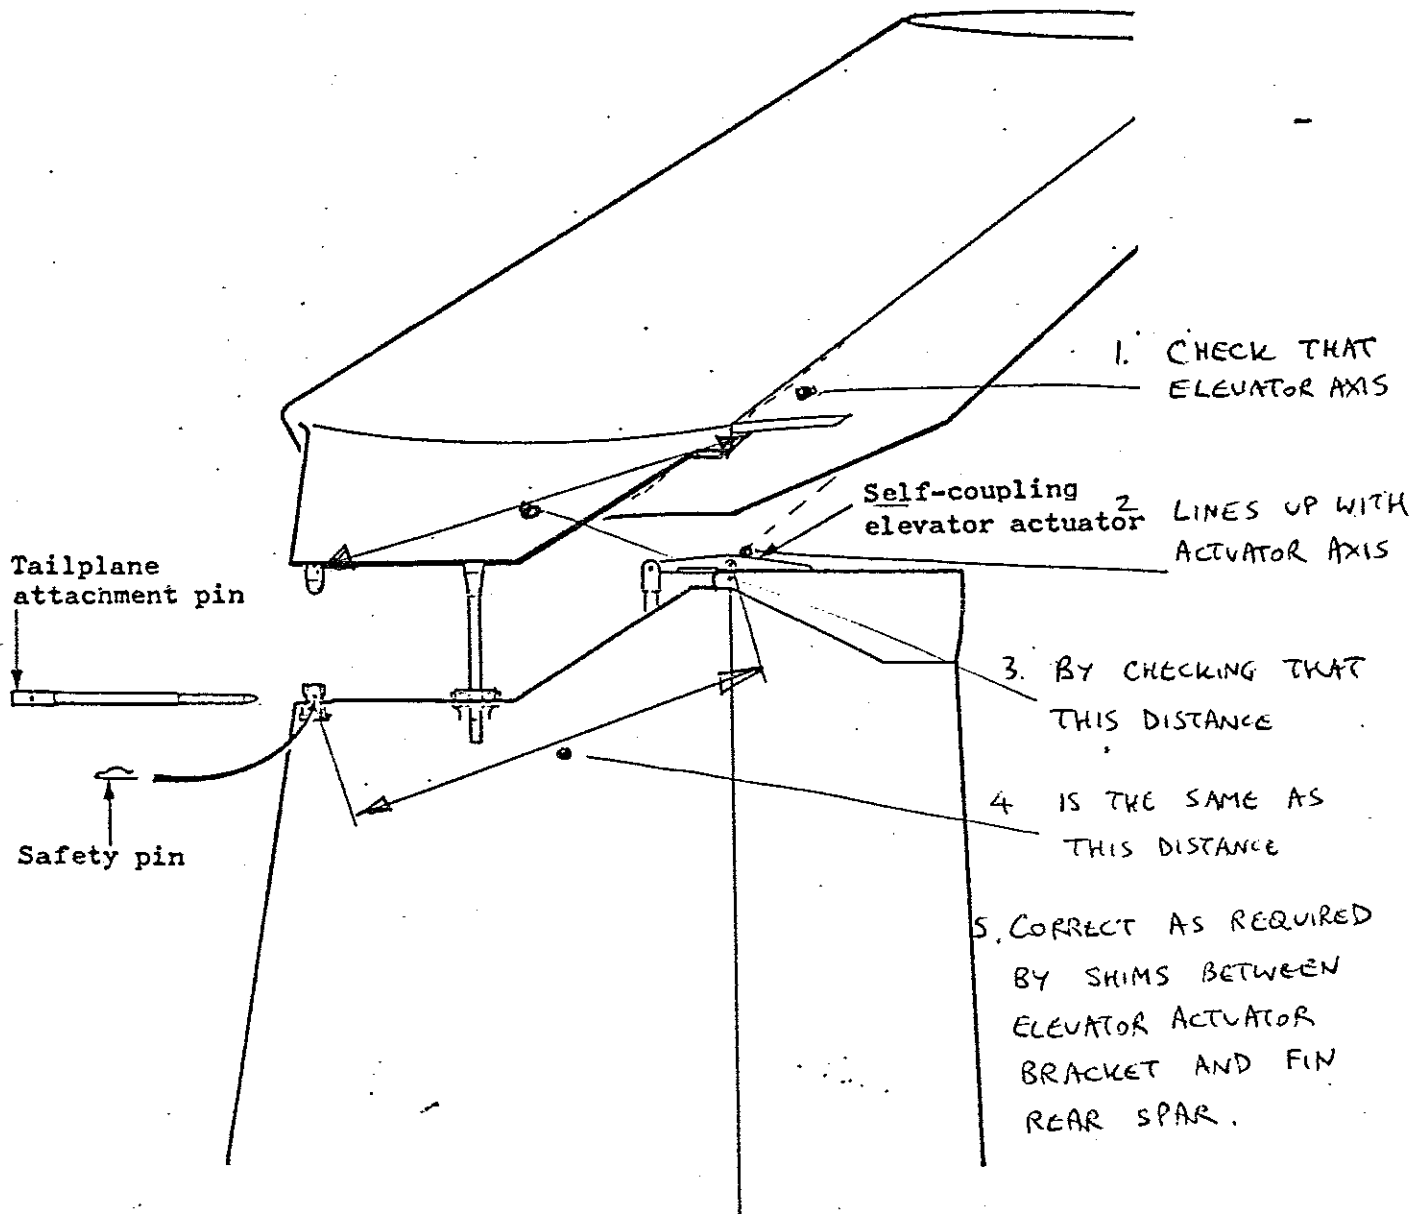 1. CHECK THAT
ELEVATOR AXIS
Self-coupling
elevator actuator
2 LINES UP WITH
ACTUATOR AXIS
Tailplane
attachment pin
3. BY CHECKING THAT
THIS DISTANCE
4 IS THE SAME AS
THIS DISTANCE
Safety pin
5. CORRECT AS REQUIRED
BY SHIMS BETWEEN
ELEVATOR ACTUATOR
BRACKET AND FIN
REAR SPAR.